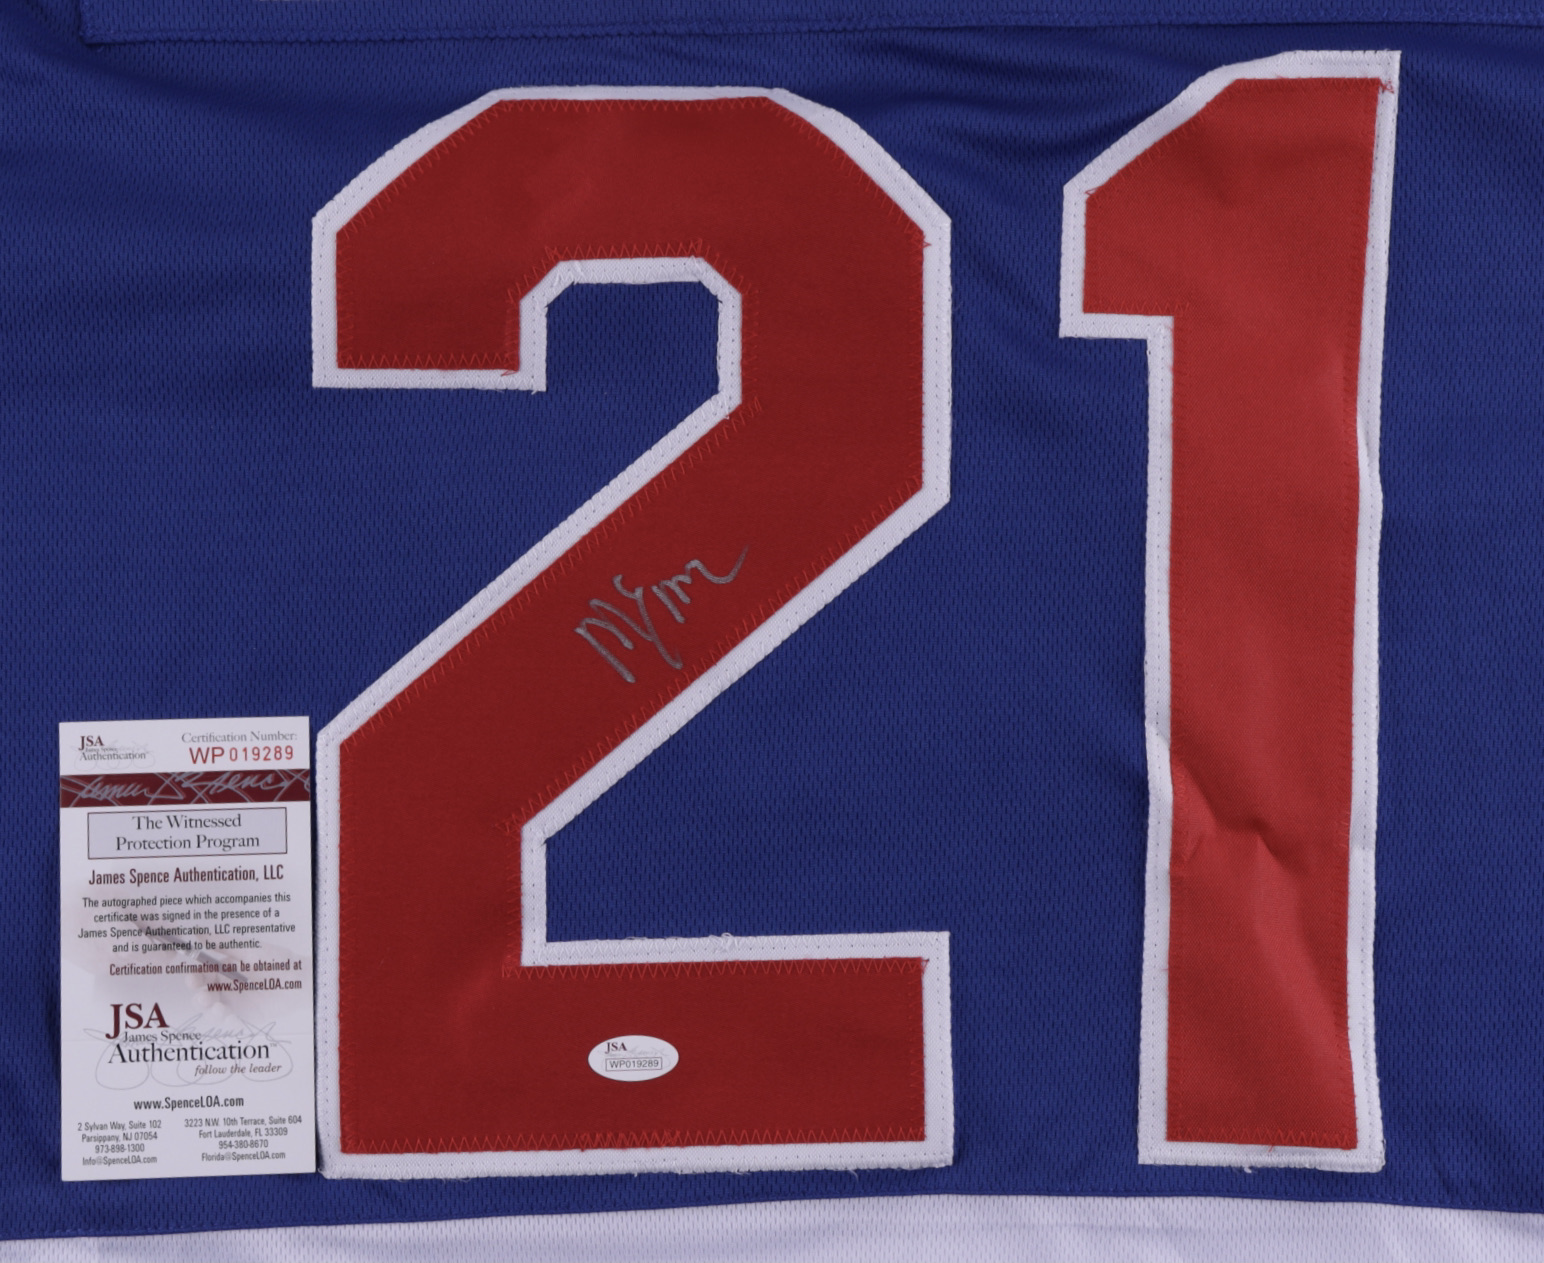 21
JSA
Authentication
Certification Number:
WP019289
The Witnessed
Protection Program
James Spence Authentication, LLC
The autographed piece which accompanies this
certificate was signed in the presence of a
James Spence Authentication, LLC representative
and is guaranteed to be authentic.
Certification confirmation can be obtained at
www.SpenceLOA.com
JSA
James Spence
Authentication™
follow the leader
www.SpenceLOA.com
2 Sylvan Way, Suite 102
Parsippany, NJ 07054
973-898-1300
Info@SpenceLOA.com
3223 N.W. 10th Terrace, Suite 604
Fort Lauderdale, FL 33309
954-380-8670
Florida@SpenceLOA.com
JSA
WP019289